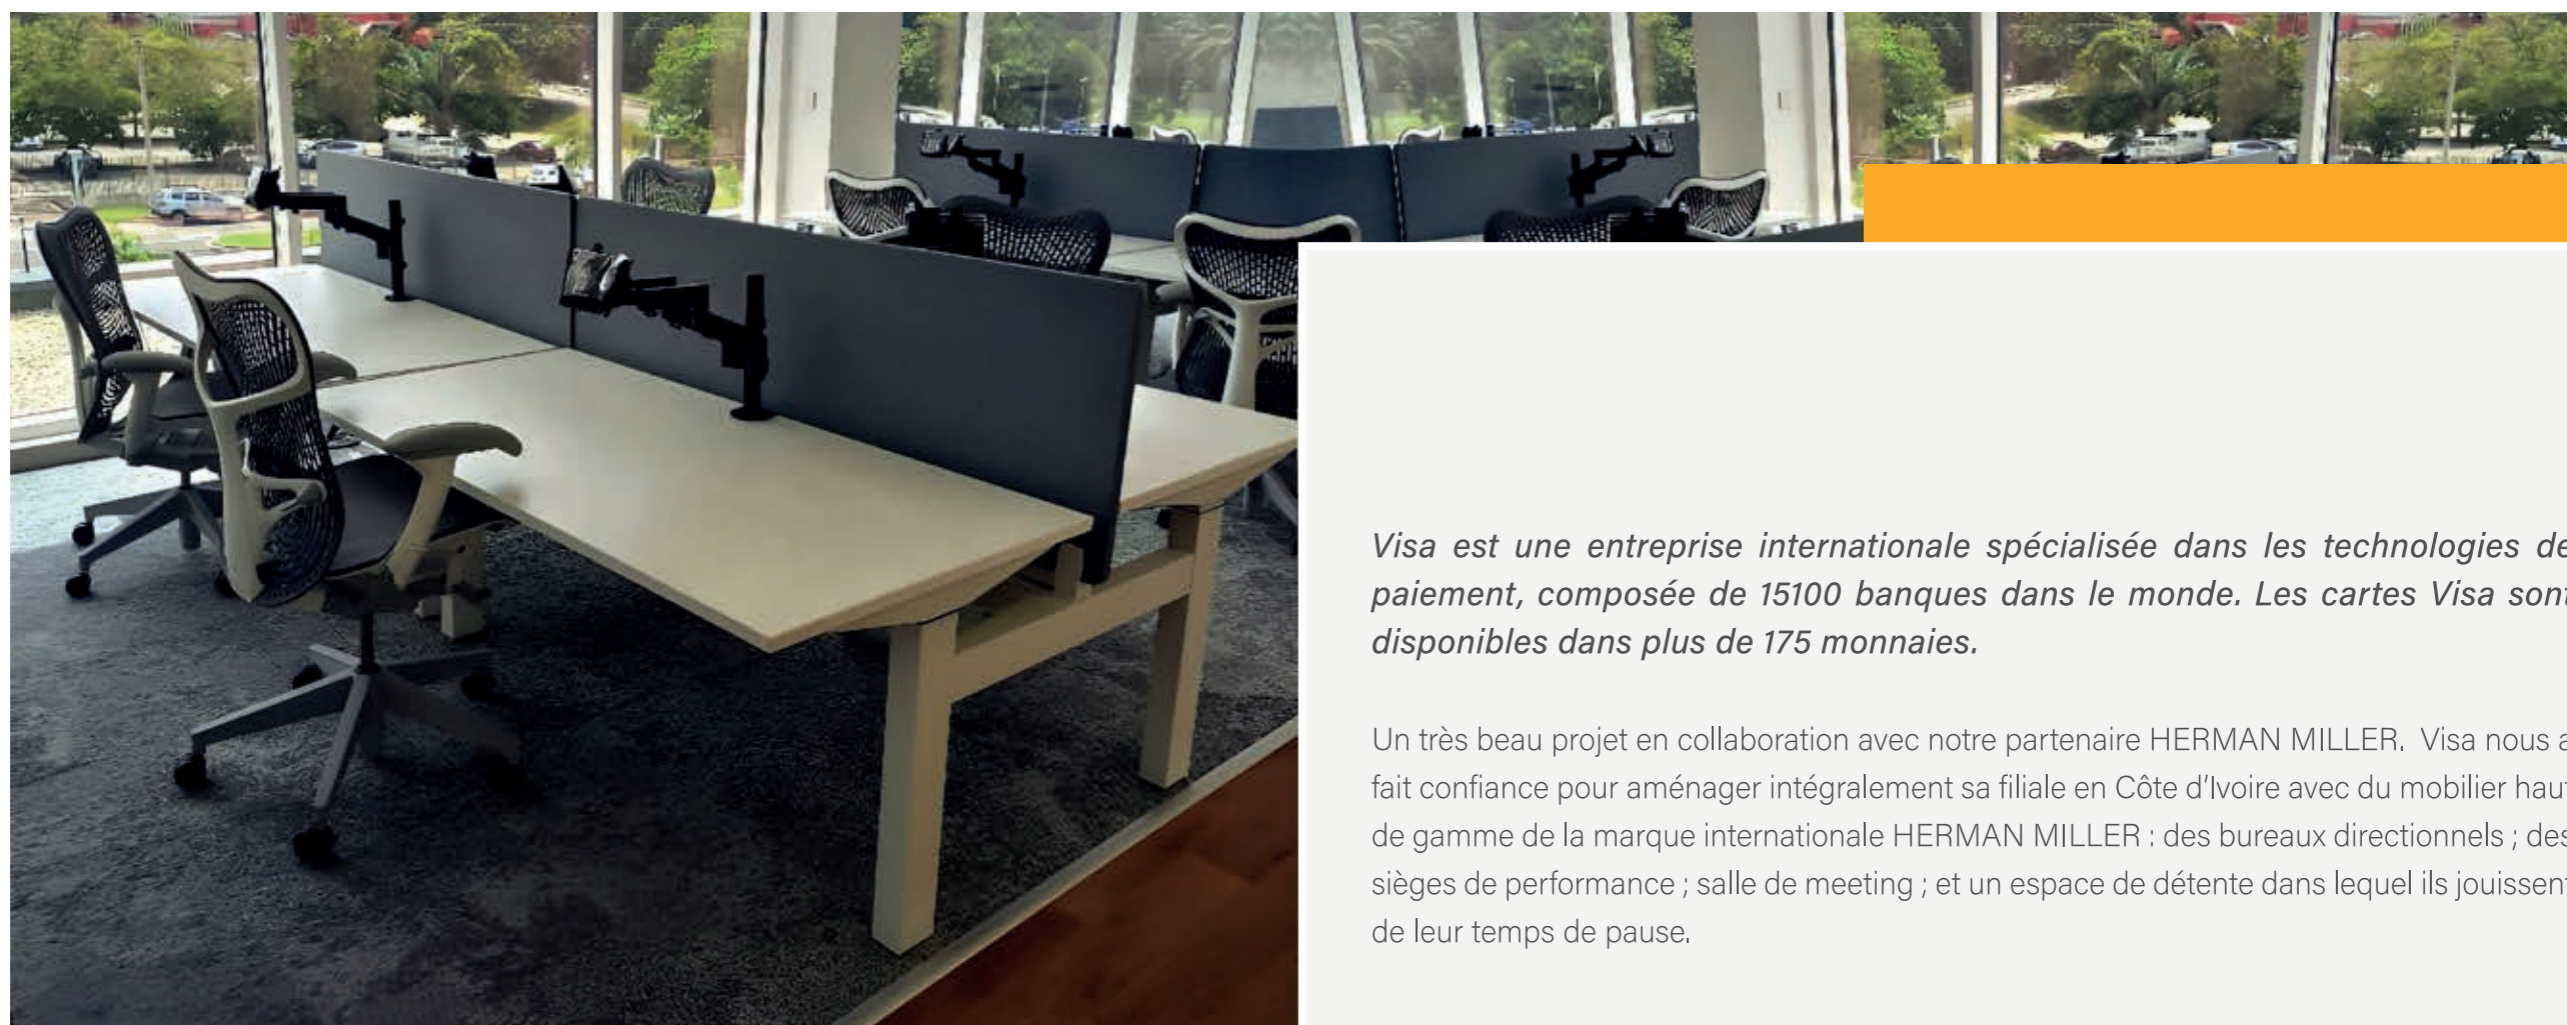 Visa est une entreprise internationale spécialisée dans les technologies de
paiement, composée de 15100 banques dans le monde. Les cartes Visa sont
disponibles dans plus de 175 monnaies.
Un très beau projet en collaboration avec notre partenaire HERMAN MILLER. Visa nous a
fait confiance pour aménager intégralement sa filiale en Côte d'Ivoire avec du mobilier haut
de gamme de la marque internationale HERMAN MILLER : des bureaux directionnels ; des
sièges de performance ; salle de meeting ; et un espace de détente dans lequel ils jouissent
de leur temps de pause.